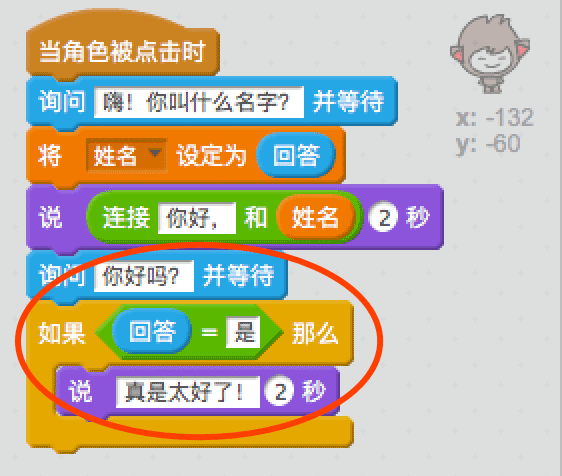 当角色被点击时
询问 嗨！你叫什么名字？ 并等待
将 姓名 设定为 回答
说 连接 你好， 和 姓名 2 秒
询问 你好吗？ 并等待
如果 回答 = 是 那么
说 真是太好了！ 2 秒
x: -132
y: -60